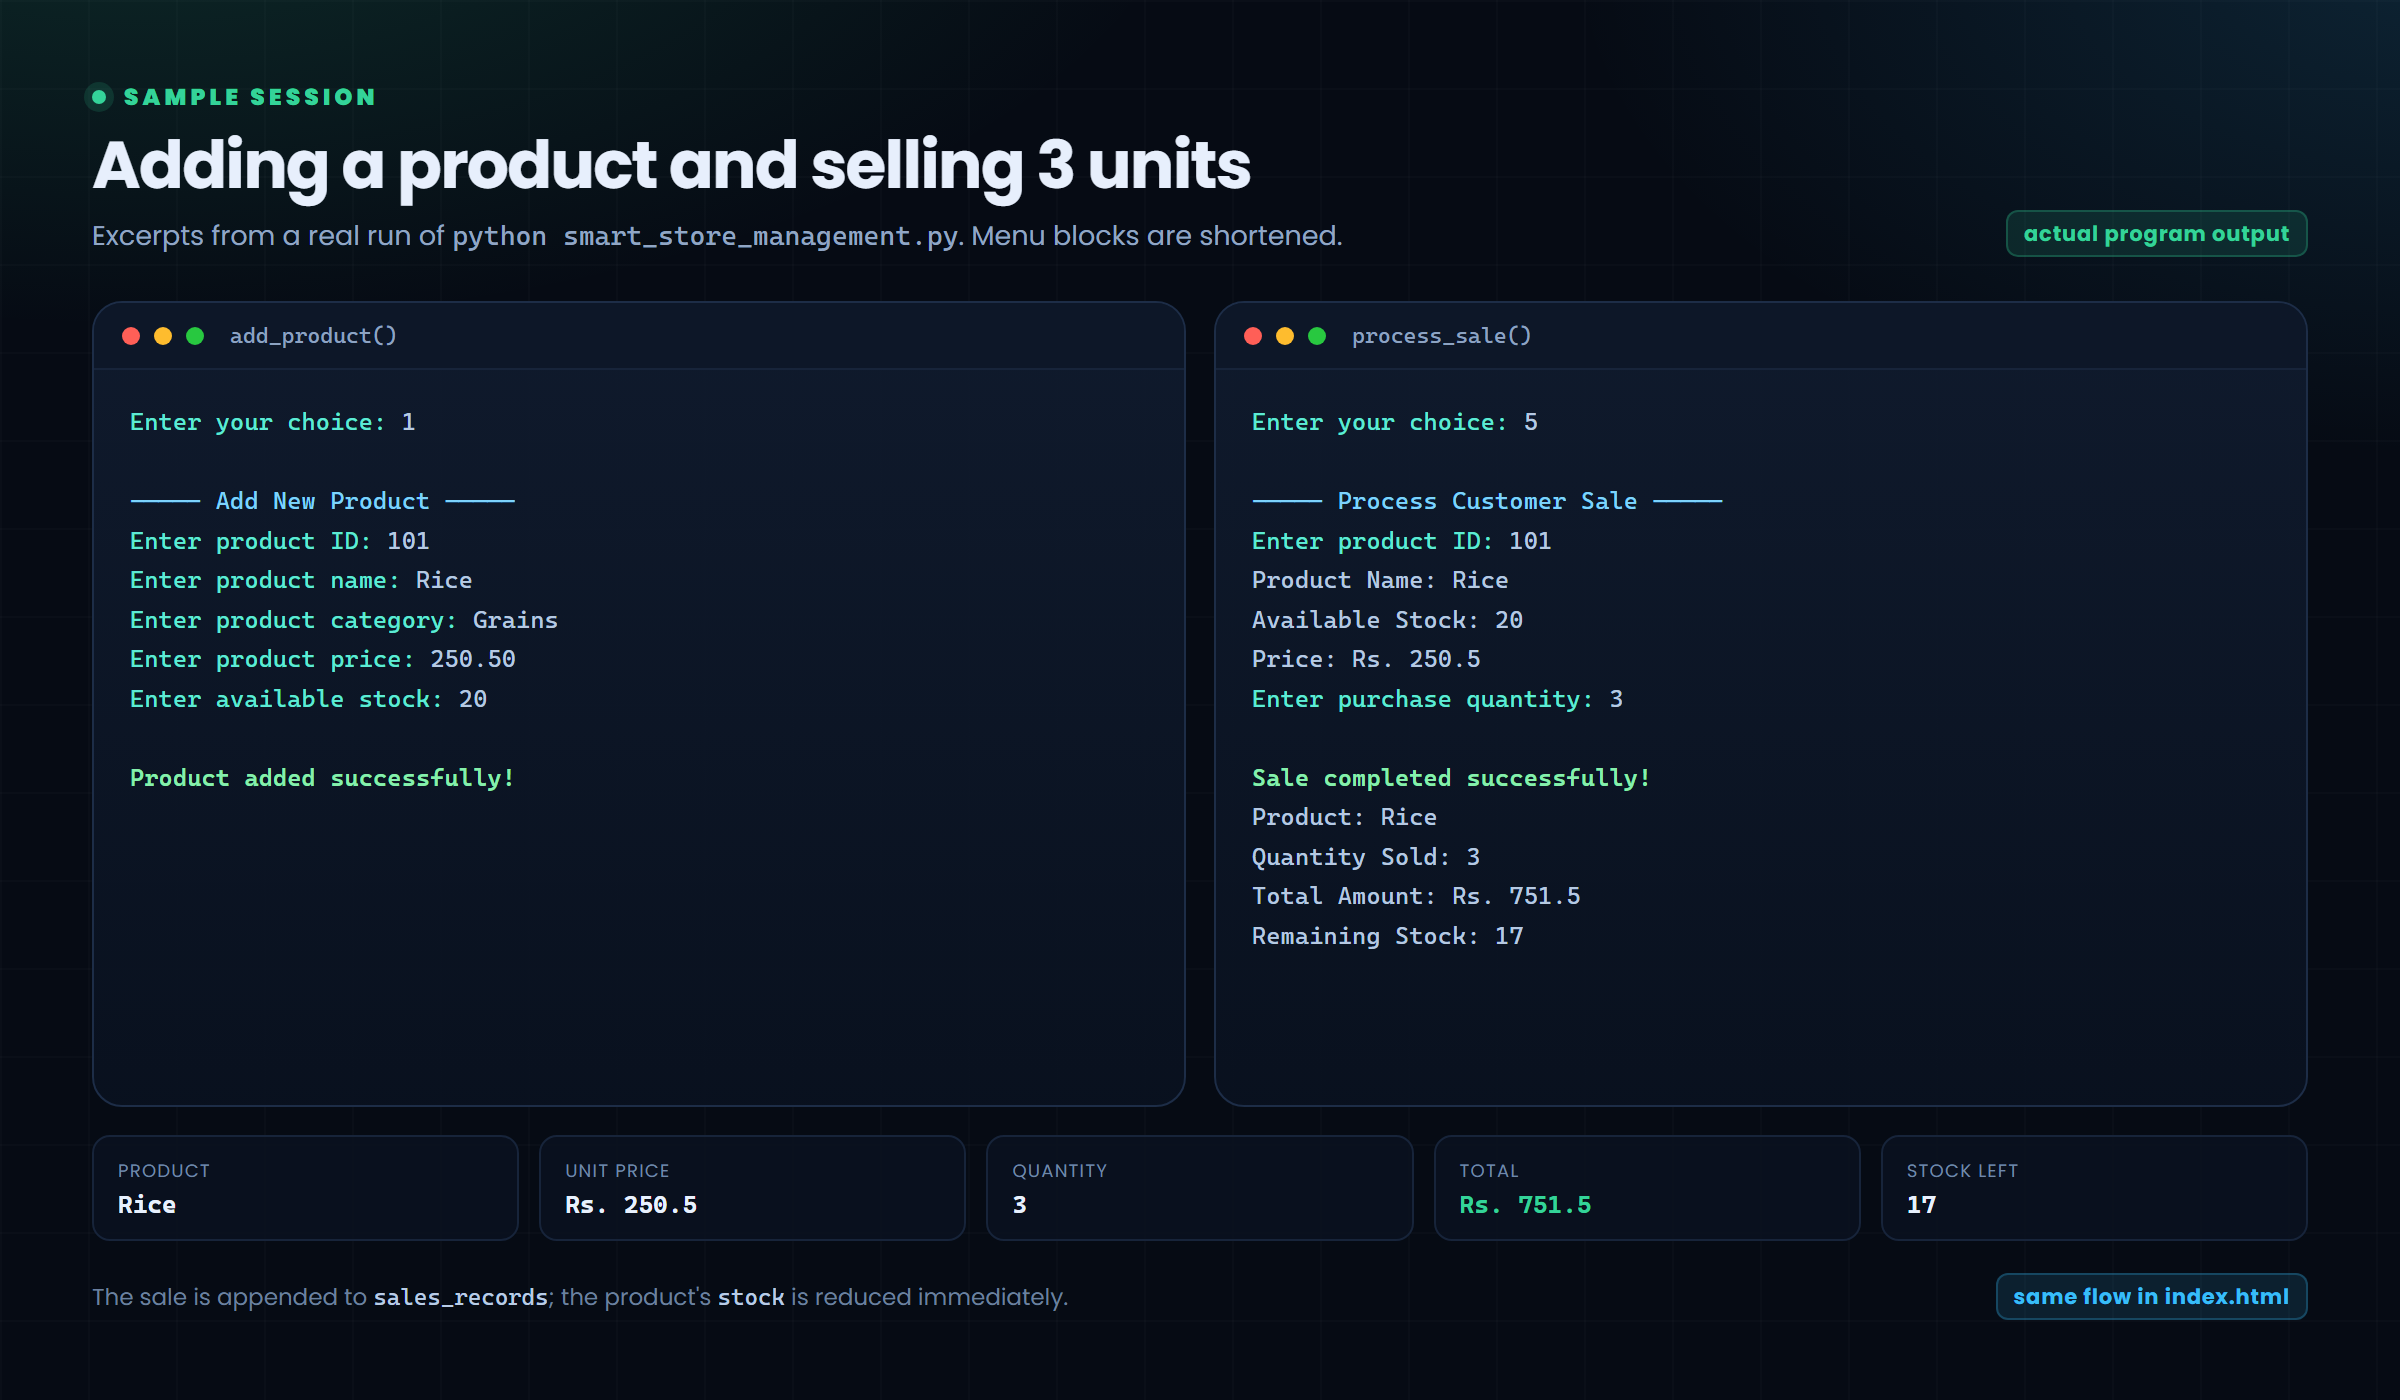 SAMPLE SESSION
Adding a product and selling 3 units
Excerpts from a real run of python smart_store_management.py. Menu blocks are shortened.
actual program output
add_product()
Enter your choice: 1
───── Add New Product ─────
Enter product ID: 101
Enter product name: Rice
Enter product category: Grains
Enter product price: 250.50
Enter available stock: 20
Product added successfully!
process_sale()
Enter your choice: 5
───── Process Customer Sale ─────
Enter product ID: 101
Product Name: Rice
Available Stock: 20
Price: Rs. 250.5
Enter purchase quantity: 3
Sale completed successfully!
Product: Rice
Quantity Sold: 3
Total Amount: Rs. 751.5
Remaining Stock: 17
PRODUCT
Rice
UNIT PRICE
Rs. 250.5
QUANTITY
3
TOTAL
Rs. 751.5
STOCK LEFT
17
The sale is appended to sales_records; the product's stock is reduced immediately.
same flow in index.html